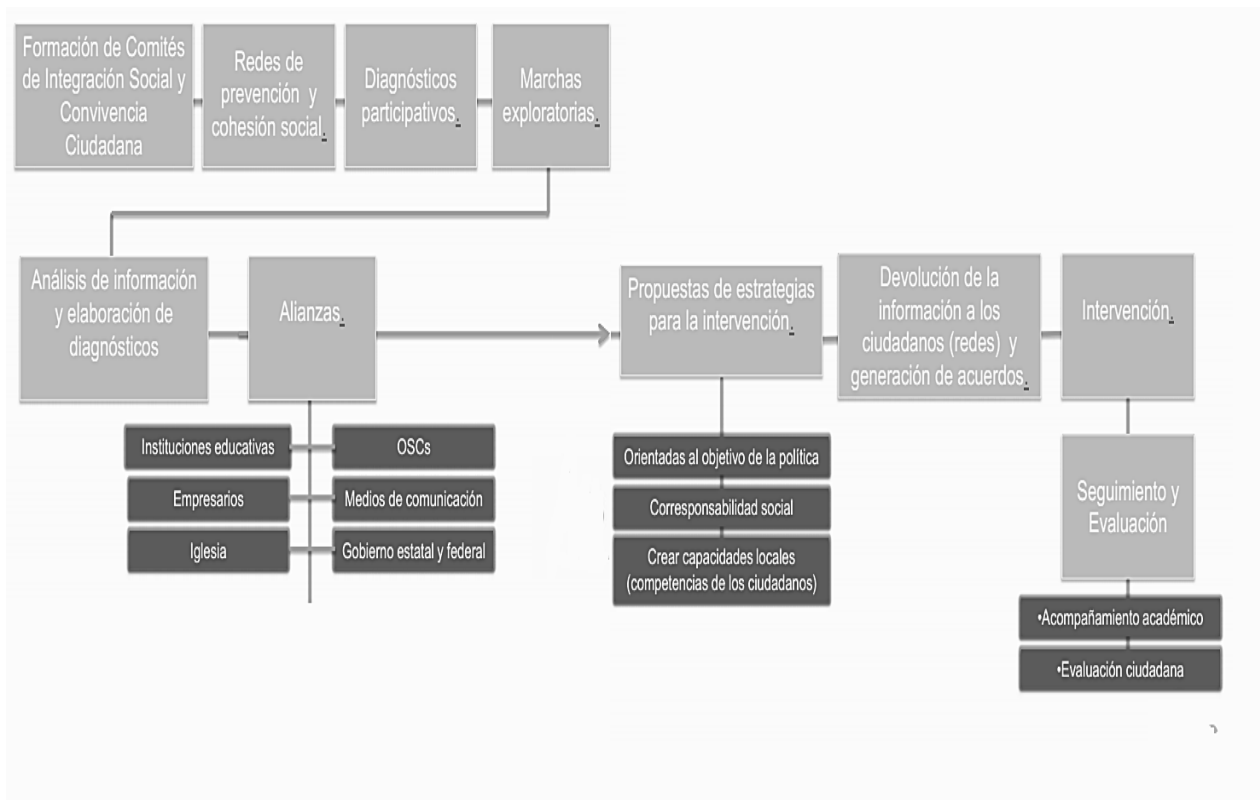 Formación de Comités
de Integración Social y
Convivencia
Ciudadana
Redes de
prevención y
cohesión social.
Diagnósticos
participativos.
Marchas
exploratorias.
Análisis de información
y elaboración de
diagnósticos
Alianzas.
Instituciones educativas
OSCs
Empresarios
Medios de comunicación
Iglesia
Gobierno estatal y federal
Propuestas de estrategias
para la intervención.
Orientadas al objetivo de la política
Corresponsabilidad social
Crear capacidades locales
(competencias de los ciudadanos)
Devolución de la
información a los
ciudadanos (redes) y
generación de acuerdos.
Intervención.
Seguimiento y
Evaluación
•Acompañamiento académico
•Evaluación ciudadana